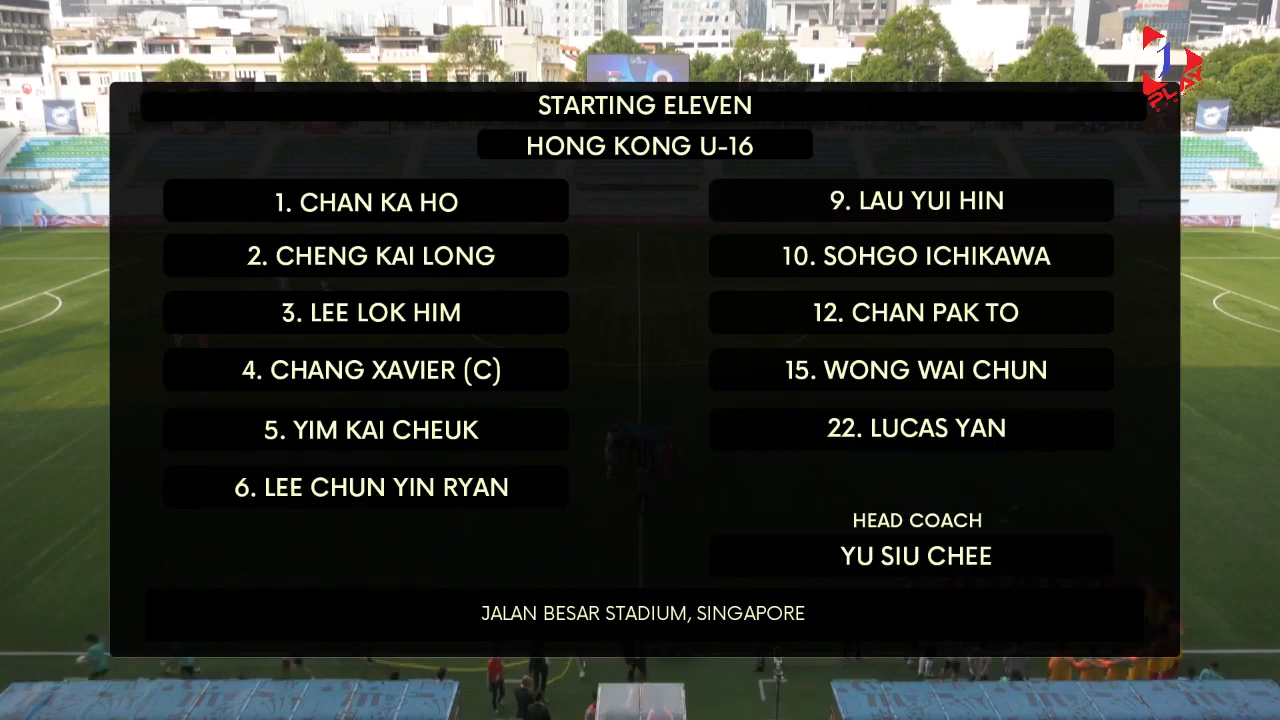 STARTING ELEVEN
HONG KONG U-16
1. CHAN KA HO
2. CHENG KAI LONG
3. LEE LOK HIM
4. CHANG XAVIER (C)
5. YIM KAI CHEUK
6. LEE CHUN YIN RYAN
9. LAU YUI HIN
10. SOHGO ICHIKAWA
12. CHAN PAK TO
15. WONG WAI CHUN
22. LUCAS YAN
HEAD COACH
YU SIU CHEE
JALAN BESAR STADIUM, SINGAPORE
1
PLAY